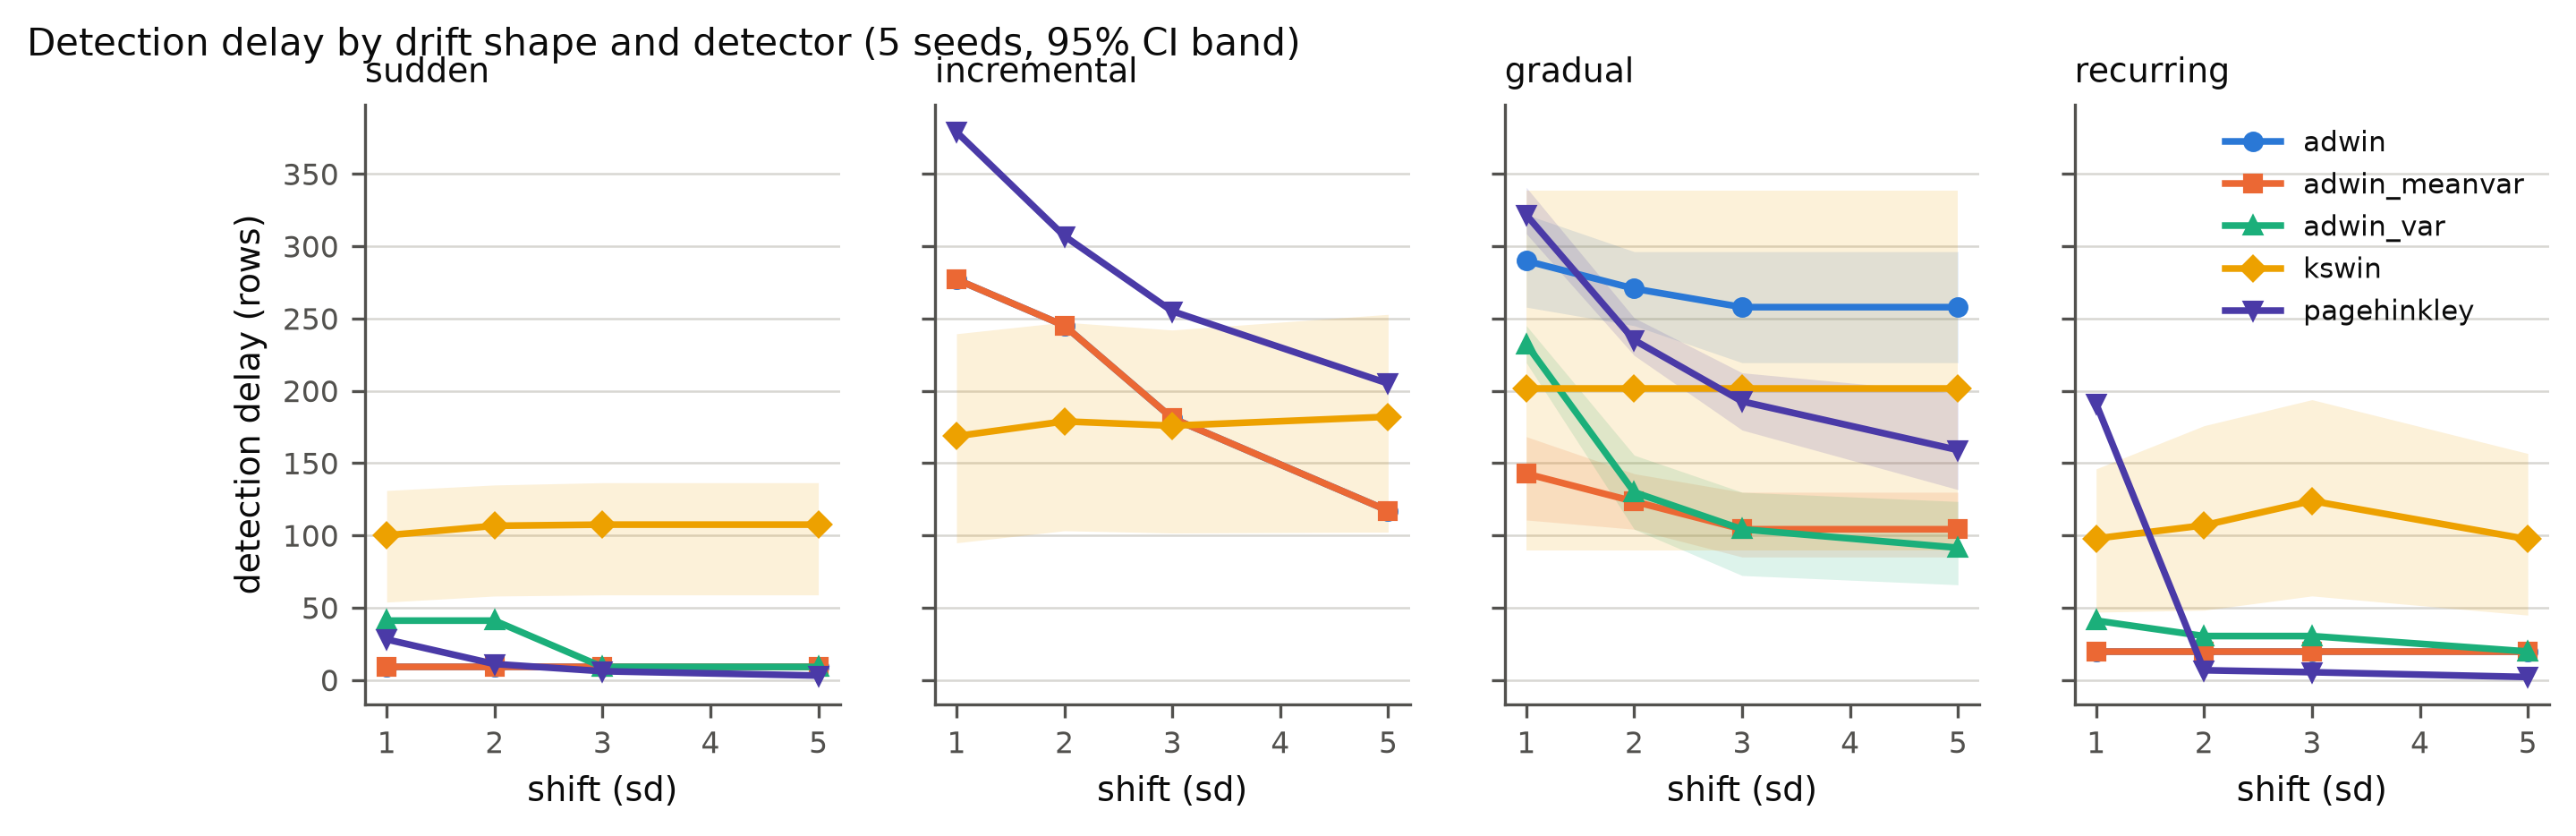 Detection delay by drift shape and detector (5 seeds, 95% CI band)
sudden
incremental
gradual
recurring
detection delay (rows)
350
300
250
200
150
100
50
0
adwin
adwin_meanvar
adwin_var
kswin
pagehinkley
1 2 3 4 5
1 2 3 4 5
1 2 3 4 5
1 2 3 4 5
shift (sd)
shift (sd)
shift (sd)
shift (sd)